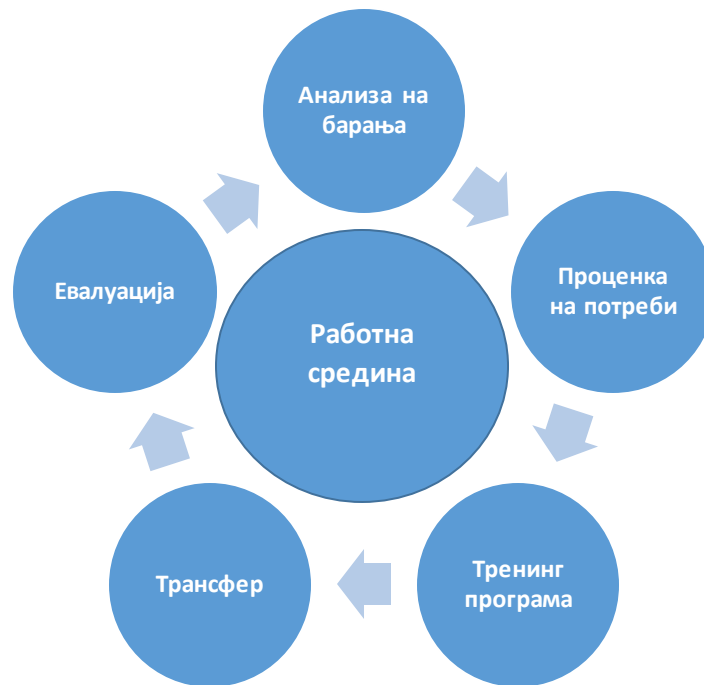 Анализа на
барања
Проценка
на потреби
Тренинг
програма
Трансфер
Евалуација
Работна
средина